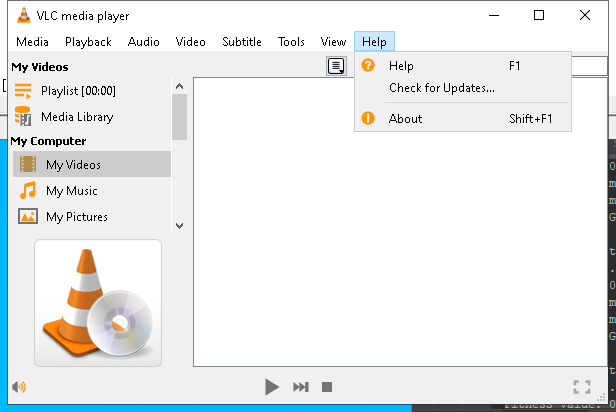 VLC media player
Media Playback Audio Video Subtitle Tools View Help
My Videos
Playlist [00:00]
Media Library
My Computer
My Videos
My Music
My Pictures
Help F1
Check for Updates...
About Shift+F1